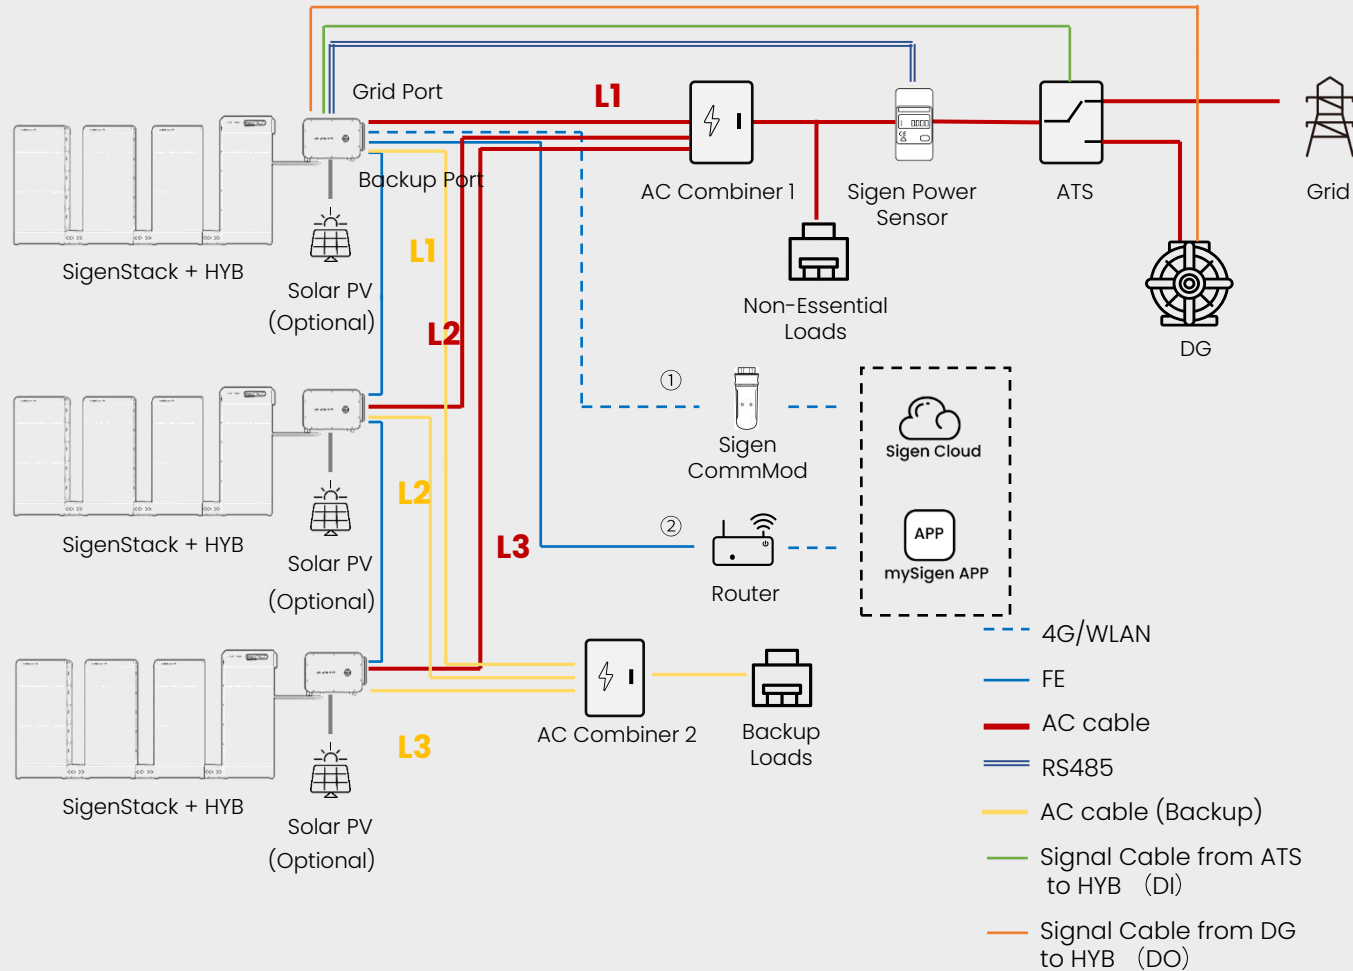 Grid Port
L1
Backup Port
AC Combiner 1
Sigen Power
Sensor
ATS
Grid
SigenStack + HYB
L1
Solar PV
(Optional)
Non-Essential
Loads
L2
DG
①
Sigen
CommMod
Sigen Cloud
SigenStack + HYB
L2
Solar PV
(Optional)
L3
②
Router
APP
mySigen APP
4G/WLAN
FE
AC cable
RS485
AC cable (Backup)
Signal Cable from ATS
to HYB （DI）
Signal Cable from DG
to HYB （DO）
AC Combiner 2
Backup
Loads
L3
SigenStack + HYB
Solar PV
(Optional)